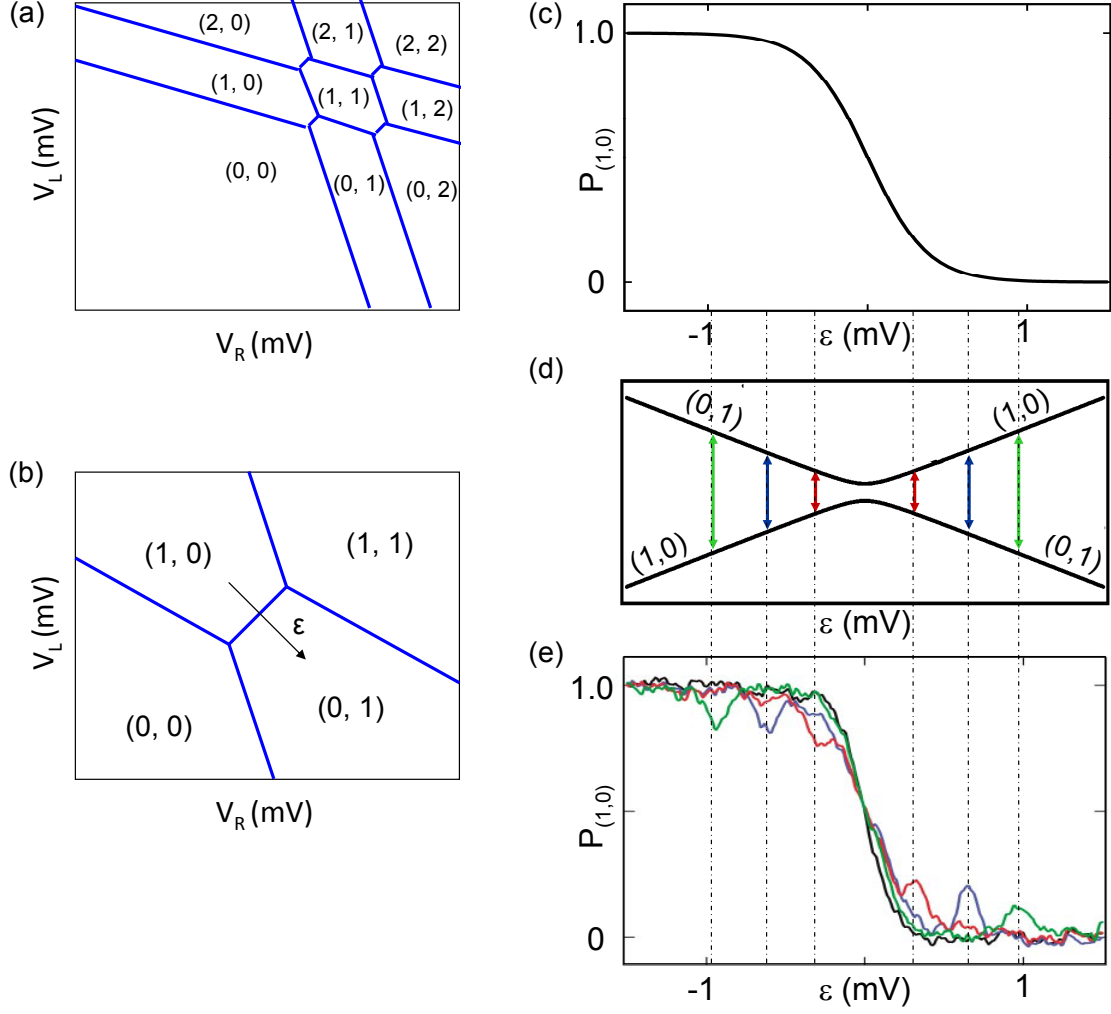 (a)
(2, 0)
(2, 1)
(2, 2)
(1, 0)
(1, 1)
(1, 2)
(0, 0)
(0, 1)
(0, 2)
V_L (mV)
V_R (mV)
(b)
(1, 0)
(1, 1)
ε
(0, 0)
(0, 1)
V_L (mV)
V_R (mV)
(c)
1.0
P_(1,0)
0
-1
ε (mV)
1
(d)
(0,1)
(1,0)
(1,0)
(0,1)
ε (mV)
(e)
1.0
P_(1,0)
0
-1
ε (mV)
1